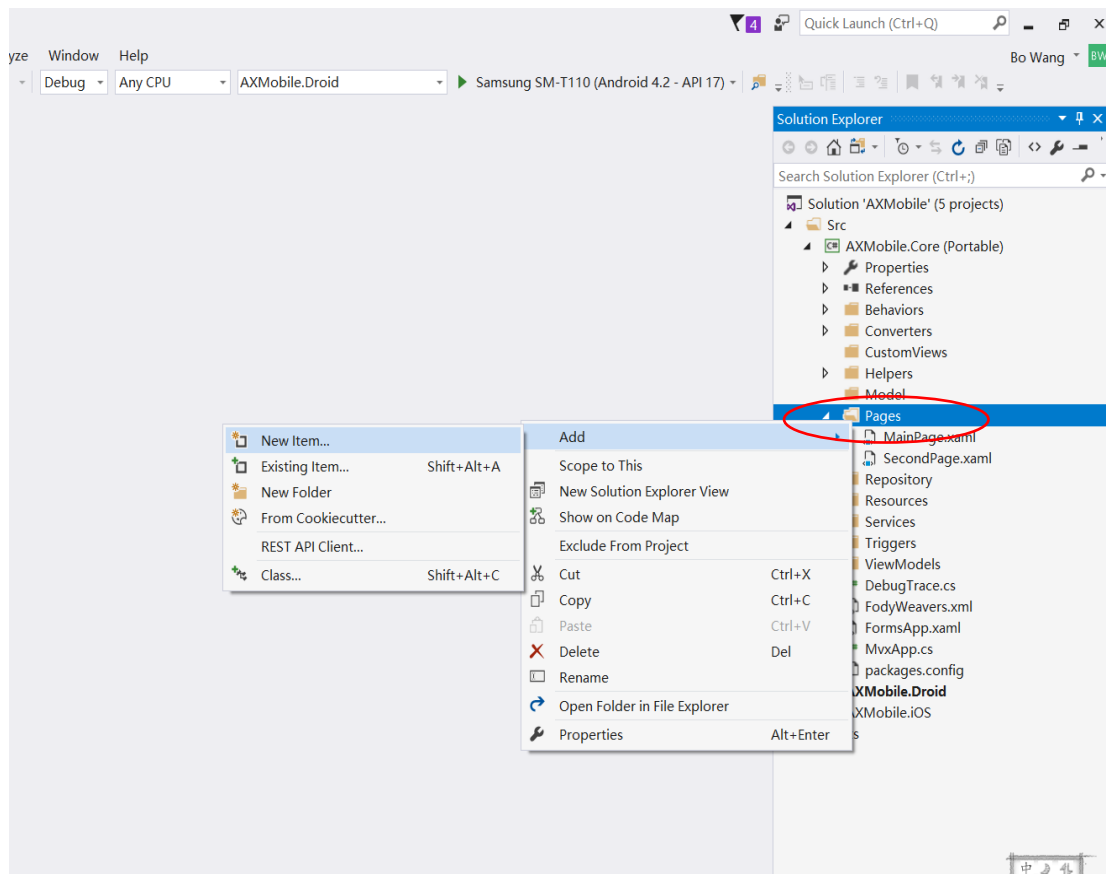 4
Quick Launch (Ctrl+Q)
yze Window Help
Bo Wang BW
Debug Any CPU AXMobile.Droid Samsung SM-T110 (Android 4.2 - API 17)
Solution Explorer
Search Solution Explorer (Ctrl+;)
Solution 'AXMobile' (5 projects)
Src
C# AXMobile.Core (Portable)
Properties
References
Behaviors
Converters
CustomViews
Helpers
Model
Pages
MainPage.xaml
SecondPage.xaml
Repository
Resources
Services
Triggers
ViewModels
DebugTrace.cs
FodyWeavers.xml
FormsApp.xaml
MvxApp.cs
packages.config
XMobile.Droid
XMobile.iOS
s
Add
Scope to This
New Solution Explorer View
Show on Code Map
Exclude From Project
Cut Ctrl+X
Copy Ctrl+C
Paste Ctrl+V
Delete Del
Rename
Open Folder in File Explorer
Properties Alt+Enter
New Item...
Existing Item... Shift+Alt+A
New Folder
From Cookiecutter...
REST API Client...
Class... Shift+Alt+C
中